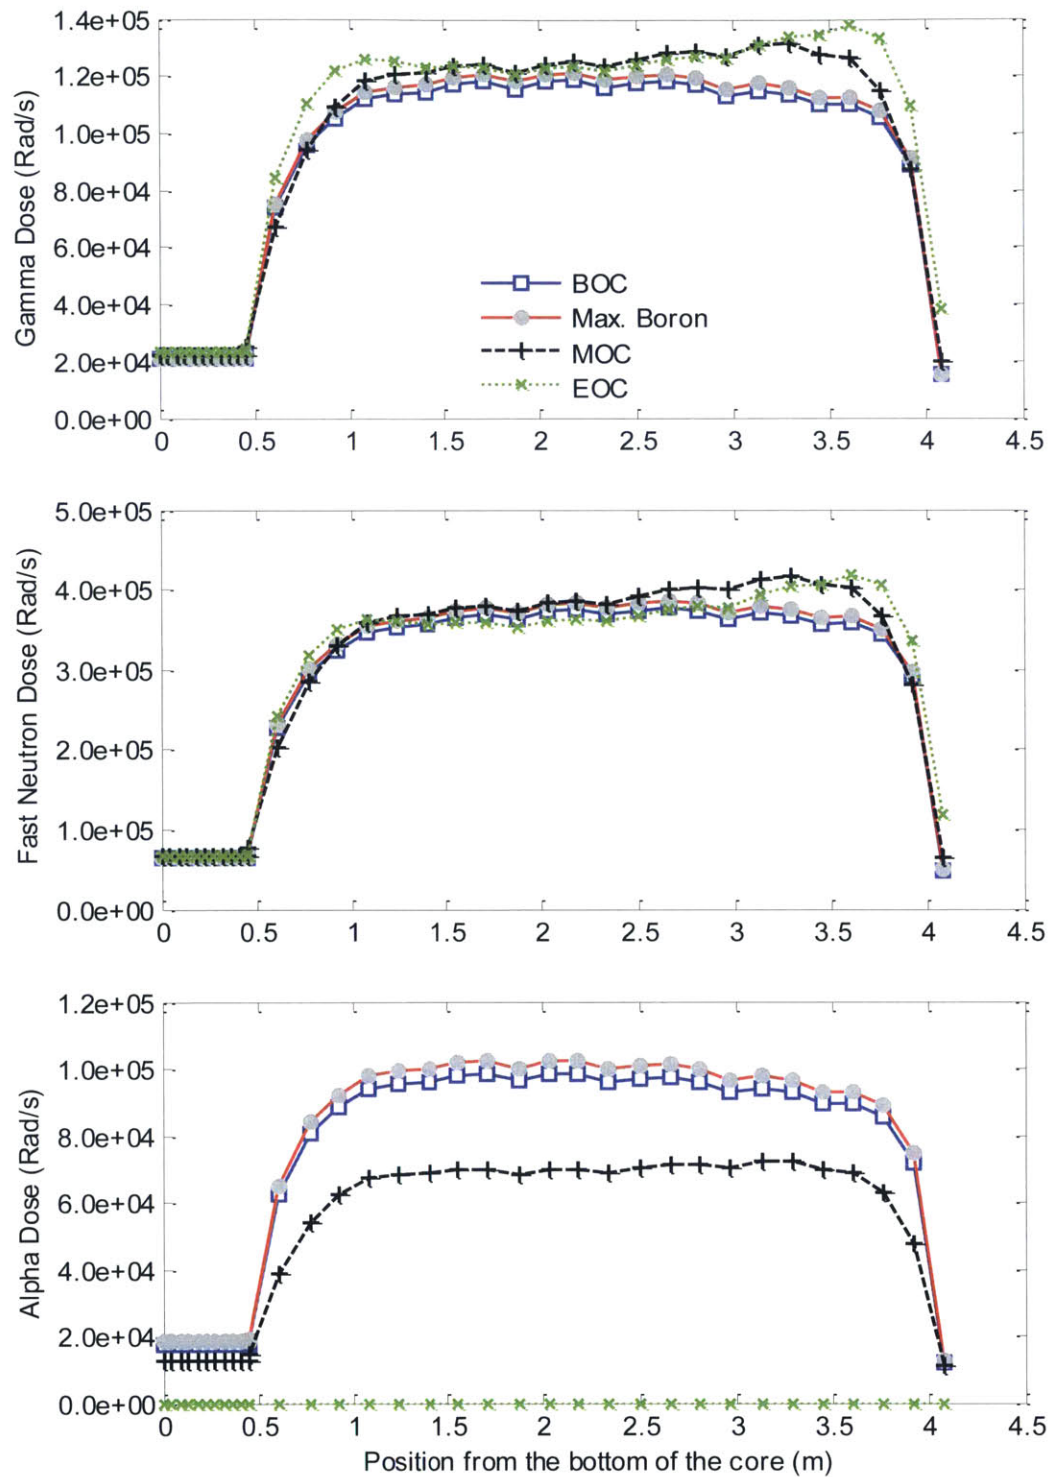 1.4e+05
1.2e+05
1.0e+05
8.0e+04
6.0e+04
4.0e+04
2.0e+04
0.0e+00
Gamma Dose (Rad/s)
BOC
Max. Boron
MOC
EOC
0 0.5 1 1.5 2 2.5 3 3.5 4 4.5
5.0e+05
4.0e+05
3.0e+05
2.0e+05
1.0e+05
0.0e+00
Fast Neutron Dose (Rad/s)
0 0.5 1 1.5 2 2.5 3 3.5 4 4.5
1.2e+05
1.0e+05
8.0e+04
6.0e+04
4.0e+04
2.0e+04
0.0e+00
Alpha Dose (Rad/s)
0 0.5 1 1.5 2 2.5 3 3.5 4 4.5
Position from the bottom of the core (m)